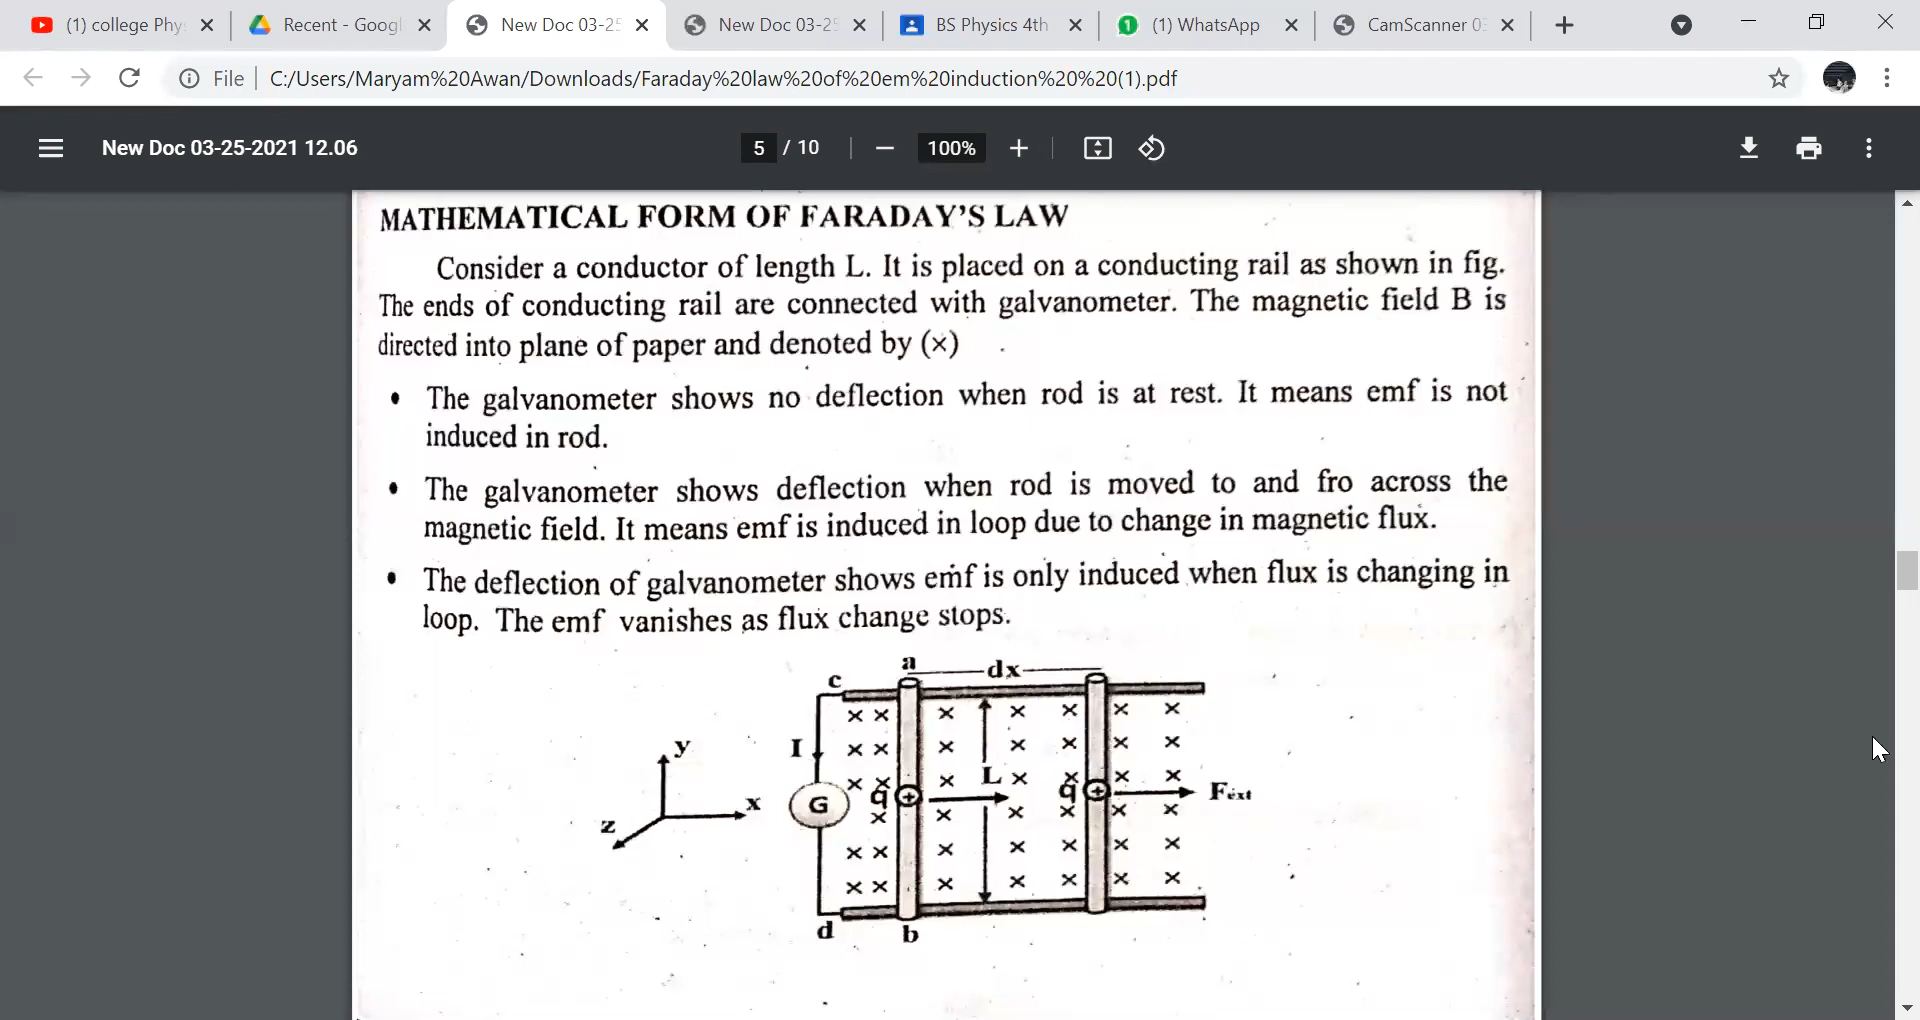 (1) college Phy
Recent - Googl
New Doc 03-25
New Doc 03-25
BS Physics 4th
(1) WhatsApp
CamScanner 03
File
C:/Users/Maryam%20Awan/Downloads/Faraday%20law%20of%20em%20induction%20%20(1).pdf
New Doc 03-25-2021 12.06
5 / 10
100%
MATHEMATICAL FORM OF FARADAY'S LAW
Consider a conductor of length L. It is placed on a conducting rail as shown in fig.
The ends of conducting rail are connected with galvanometer. The magnetic field B is
directed into plane of paper and denoted by (×)
• The galvanometer shows no deflection when rod is at rest. It means emf is not
induced in rod.
• The galvanometer shows deflection when rod is moved to and fro across the
magnetic field. It means emf is induced in loop due to change in magnetic flux.
• The deflection of galvanometer shows emf is only induced when flux is changing in
loop. The emf vanishes as flux change stops.
a
dx
c
y
I
L
x
G
q
q
Fext
z
d
b